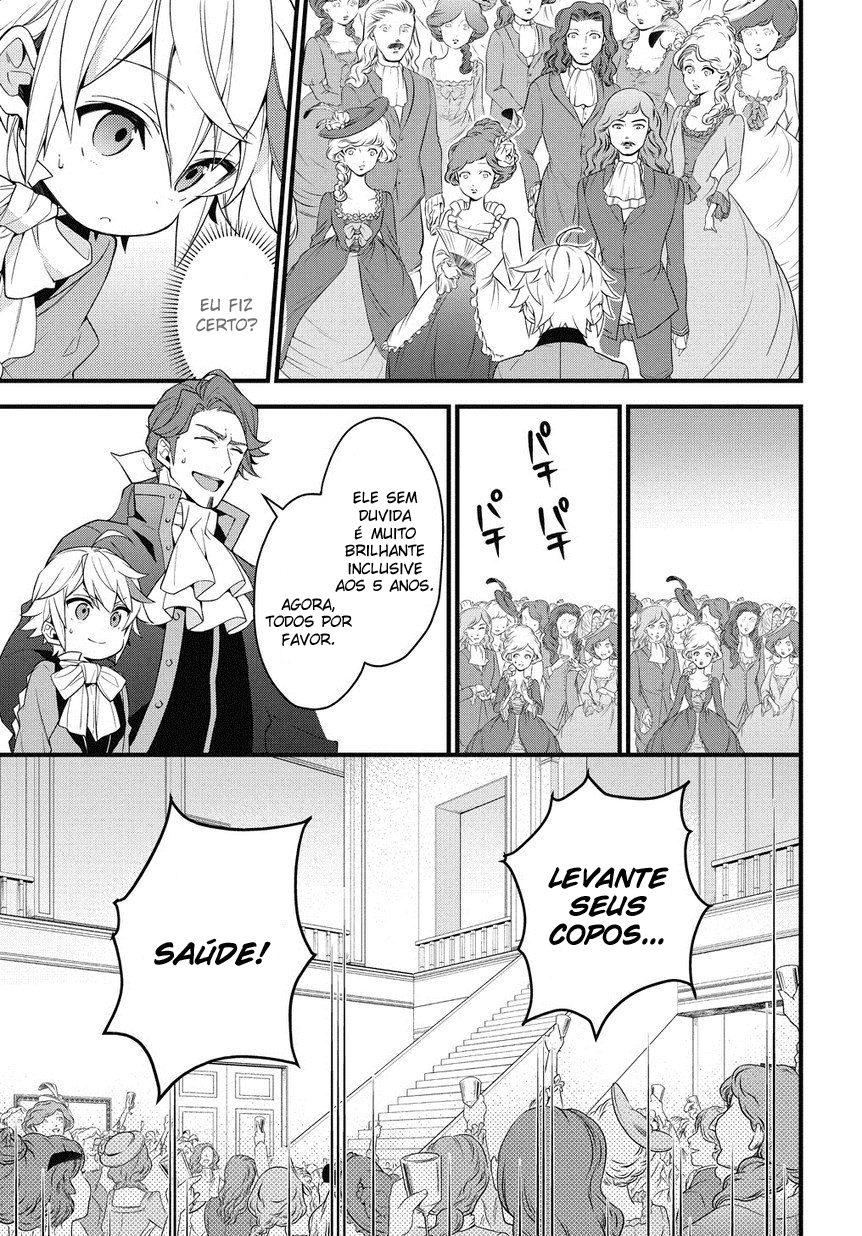 EU FIZ
CERTO?
パチ
パチ
パチ
ELE SEM
DUVIDA
É MUITO
BRILHANTE
INCLUSIVE
AOS 5 ANOS.
AGORA,
TODOS POR
FAVOR.
LEVANTE
SEUS
COPOS...
SAÚDE!